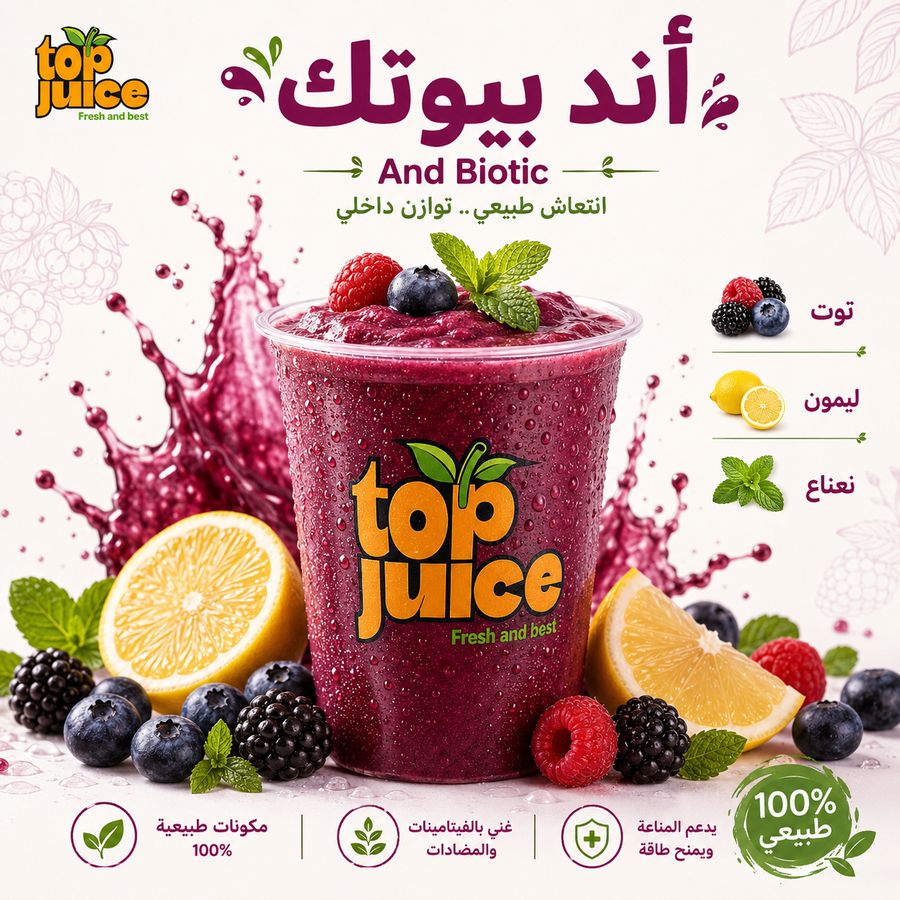 top
juice
Fresh and best
أند بيوتك
And Biotic
انتعاش طبيعي.. توازن داخلي
توت
ليمون
نعناع
top
juice
Fresh and best
مكونات طبيعية
100%
غني بالفيتامينات
والمضادات
يدعم المناعة
ويمنح طاقة
100%
طبيعي